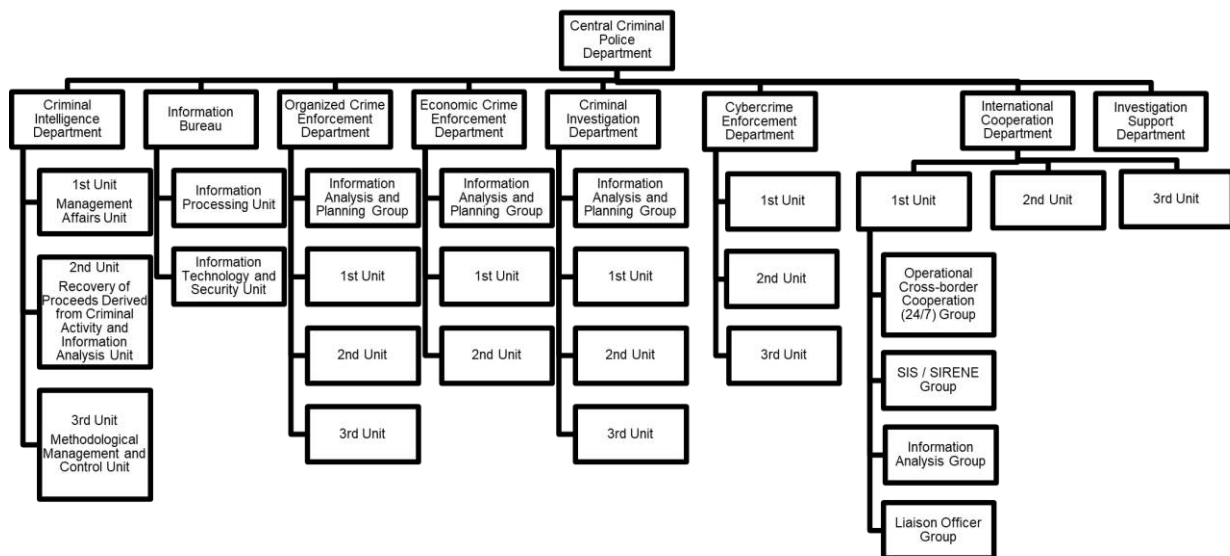 Central Criminal
Police
Department
Criminal
Intelligence
Department
Information
Bureau
Organized Crime
Enforcement
Department
Economic Crime
Enforcement
Department
Criminal
Investigation
Department
Cybercrime
Enforcement
Department
International
Cooperation
Department
Investigation
Support
Department
1st Unit
Management
Affairs Unit
2nd Unit
Recovery of
Proceeds Derived
from Criminal
Activity and
Information
Analysis Unit
3rd Unit
Methodological
Management and
Control Unit
Information
Processing Unit
Information
Technology and
Security Unit
Information
Analysis and
Planning Group
1st Unit
2nd Unit
3rd Unit
Information
Analysis and
Planning Group
1st Unit
2nd Unit
Information
Analysis and
Planning Group
1st Unit
2nd Unit
3rd Unit
1st Unit
2nd Unit
3rd Unit
1st Unit
Operational
Cross-border
Cooperation
(24/7) Group
SIS / SIRENE
Group
Information
Analysis Group
Liaison Officer
Group
2nd Unit
3rd Unit